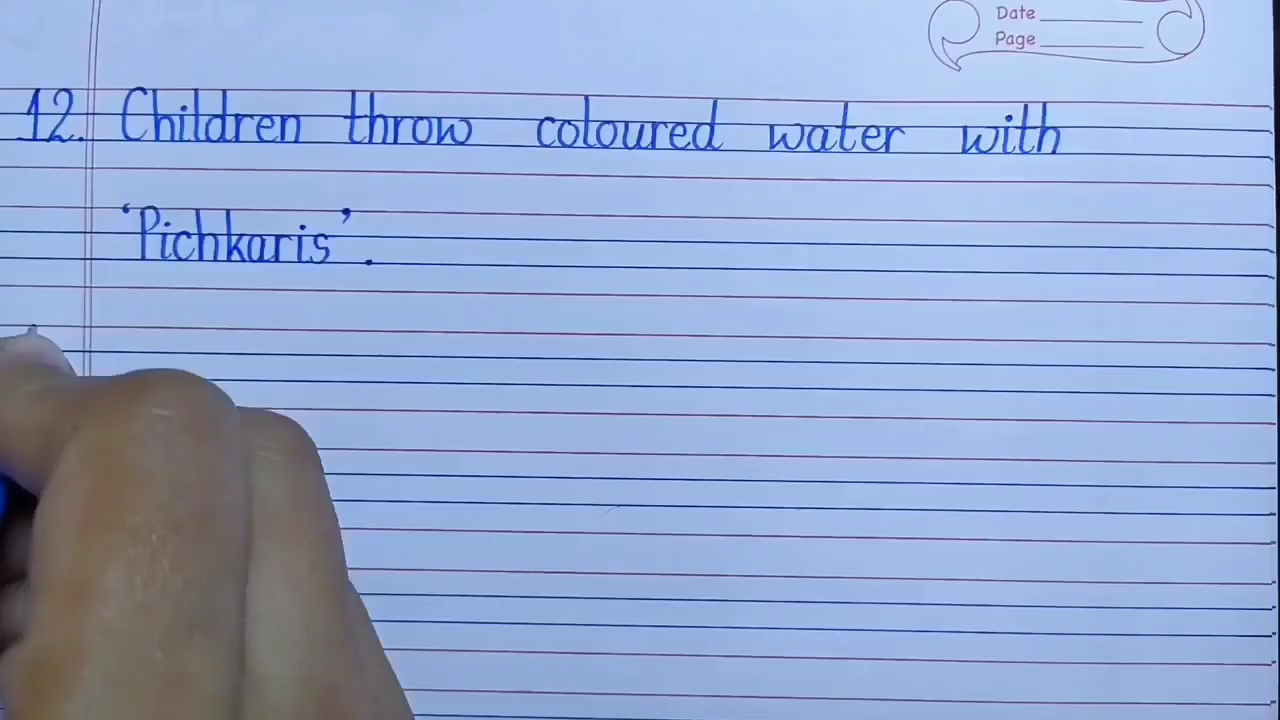 Date
Page
12. Children throw coloured water with
‘Pichkaris’.